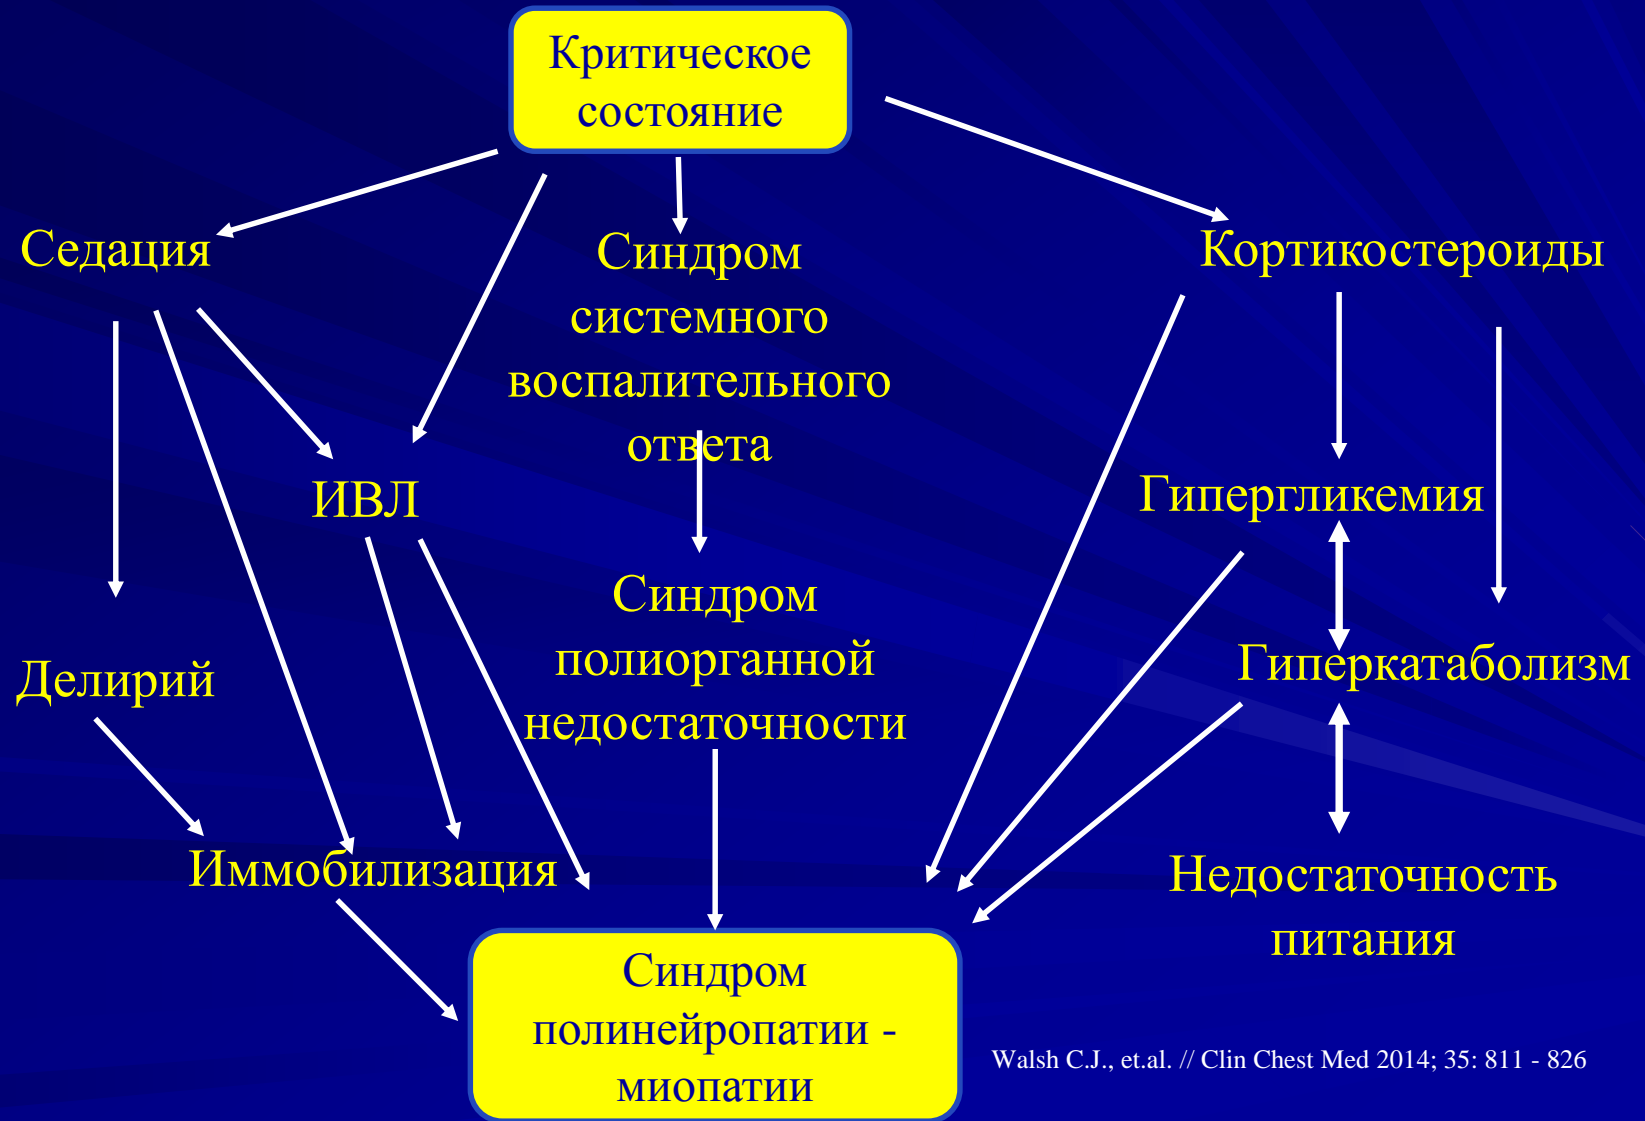 Критическое
состояние
Седация
Синдром
системного
воспалительного
ответа
Кортикостероиды
ИВЛ
Гипергликемия
Синдром
полиорганной
недостаточности
Делирий
Гиперкатаболизм
Иммобилизация
Недостаточность
питания
Синдром
полинейропатии -
миопатии
Walsh C.J., et.al. // Clin Chest Med 2014; 35: 811 - 826